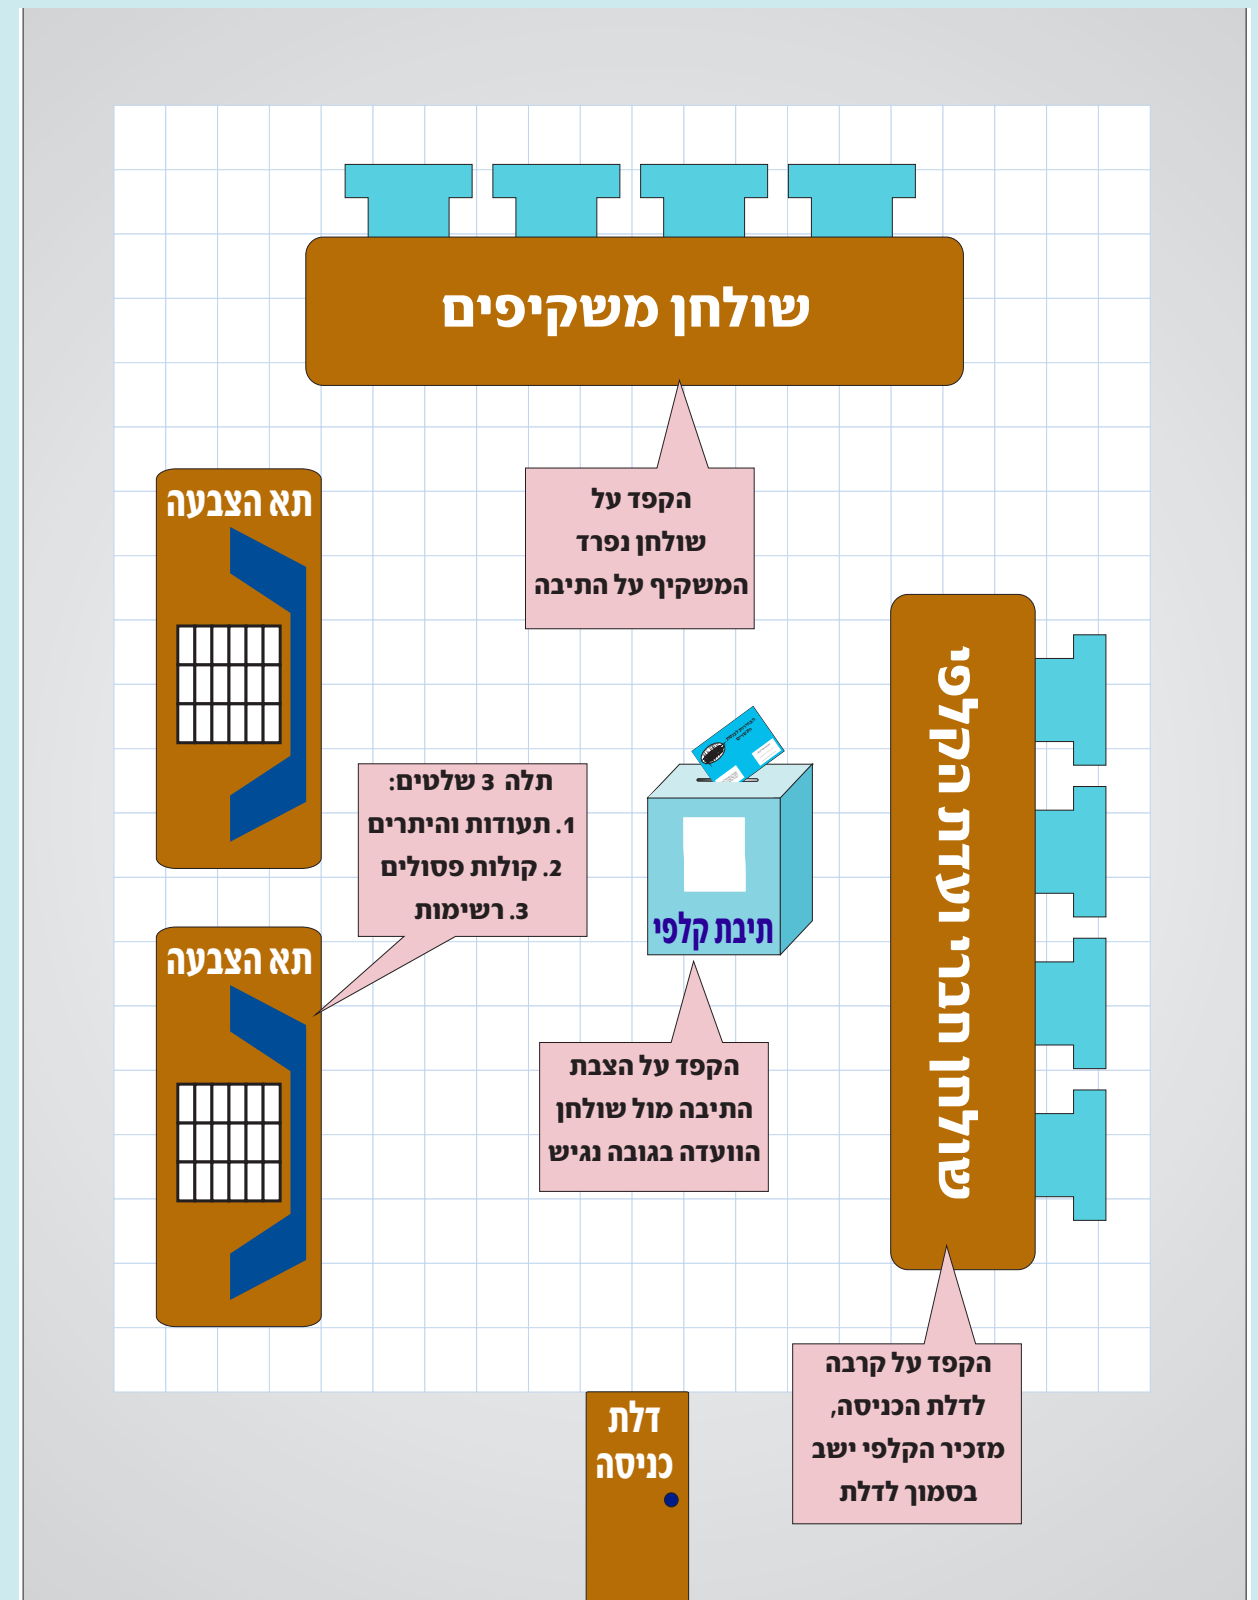 שולחן משקיפים
הקפד על
שולחן נפרד
המשקיף על התיבה
תא הצבעה
שולחן חברי ועדת הקלפי
תלה 3 שלטים:
1. תעודות והיתרים
2. קולות פסולים
3. רשימות
תיבת קלפי
תא הצבעה
הקפד על הצבת
התיבה מול שולחן
הוועדה בגובה נגיש
הקפד על קרבה
לדלת הכניסה,
מזכיר הקלפי ישב
בסמוך לדלת
דלת
כניסה